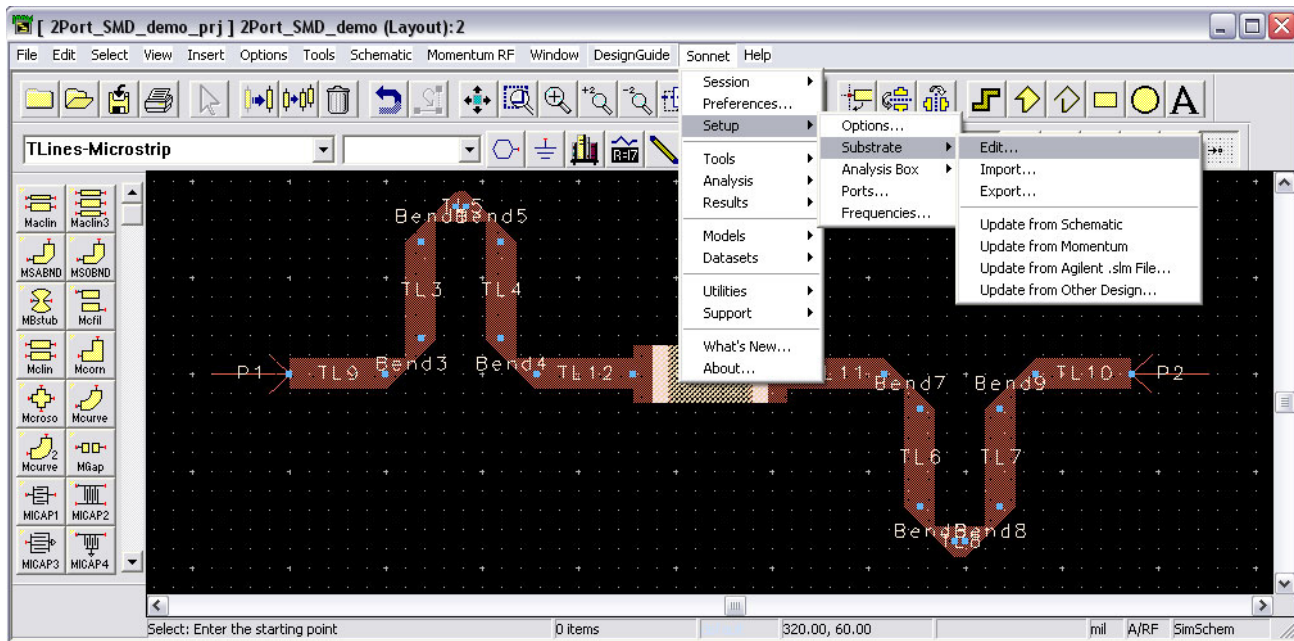 [ 2Port_SMD_demo_prj ] 2Port_SMD_demo (Layout):2
File Edit Select View Insert Options Tools Schematic Momentum RF Window DesignGuide Sonnet Help
Session
Preferences...
Setup
Tools
Analysis
Results
Models
Datasets
Utilities
Support
What's New...
About...
Options...
Substrate
Analysis Box
Ports...
Frequencies...
Edit...
Import...
Export...
Update from Schematic
Update from Momentum
Update from Agilent .slm File...
Update from Other Design...
+2 -2
A
TLines-Microstrip
Maclin Maclin3
MSABND MSOBND
MBstub Mcfil
Mclin Mcorn
Mcroso Mcurve
2
Mcurve MGap
MICAP1 MICAP2
MICAP3 MICAP4
TL5
Bend5
TL3 TL4
Bend3 Bend4
P1 TL9 TL12
Bend7 Bend9 TL10 P2
TL6 TL7
Bend8
Select: Enter the starting point 0 items 320.00, 60.00 mil A/RF SimSchem